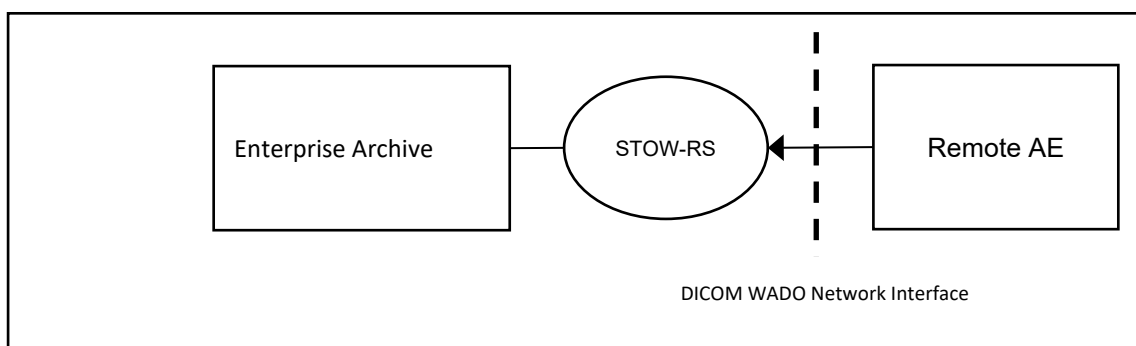 Enterprise Archive
STOW-RS
Remote AE
DICOM WADO Network Interface